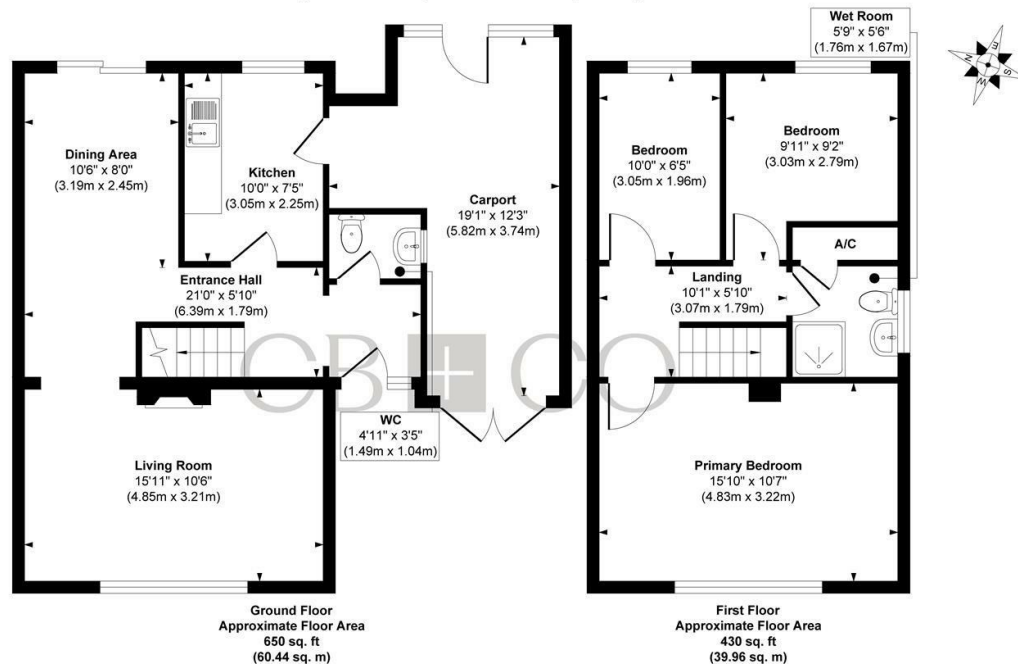 Wet Room
5'9" x 5'6"
(1.76m x 1.67m)
N
E
S
W
Dining Area
10'6" x 8'0"
(3.19m x 2.45m)
Kitchen
10'0" x 7'5"
(3.05m x 2.25m)
Carport
19'1" x 12'3"
(5.82m x 3.74m)
Bedroom
10'0" x 6'5"
(3.05m x 1.96m)
Bedroom
9'11" x 9'2"
(3.03m x 2.79m)
A/C
Entrance Hall
21'0" x 5'10"
(6.39m x 1.79m)
Landing
10'1" x 5'10"
(3.07m x 1.79m)
CB + CO
WC
4'11" x 3'5"
(1.49m x 1.04m)
Living Room
15'11" x 10'6"
(4.85m x 3.21m)
Primary Bedroom
15'10" x 10'7"
(4.83m x 3.22m)
Ground Floor
Approximate Floor Area
650 sq. ft
(60.44 sq. m)
First Floor
Approximate Floor Area
430 sq. ft
(39.96 sq. m)